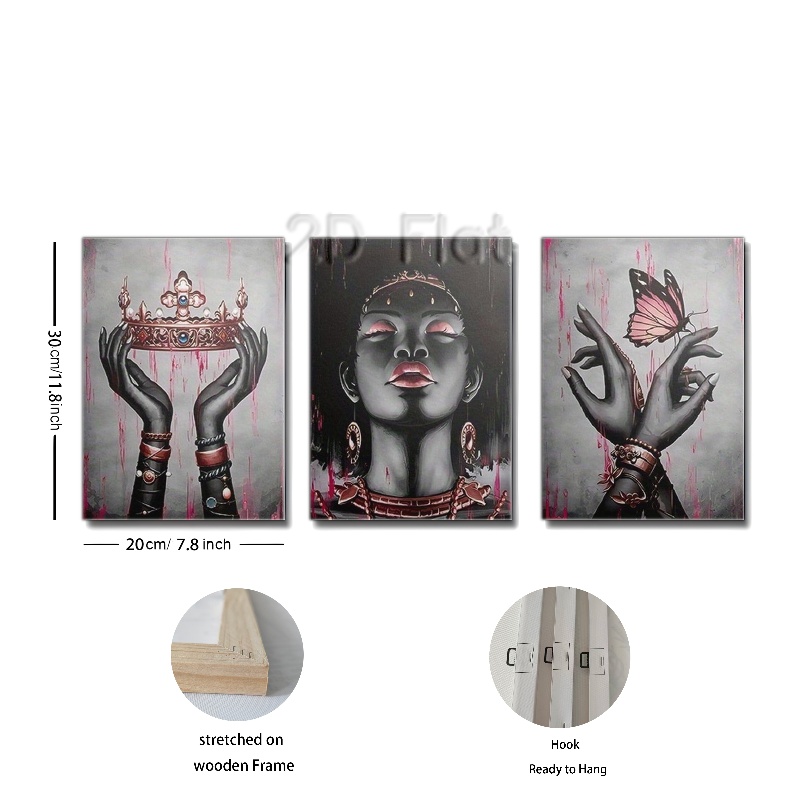 2D Flat
30cm/11.8inch
20cm/ 7.8 inch
stretched on
wooden Frame
Hook
Ready to Hang